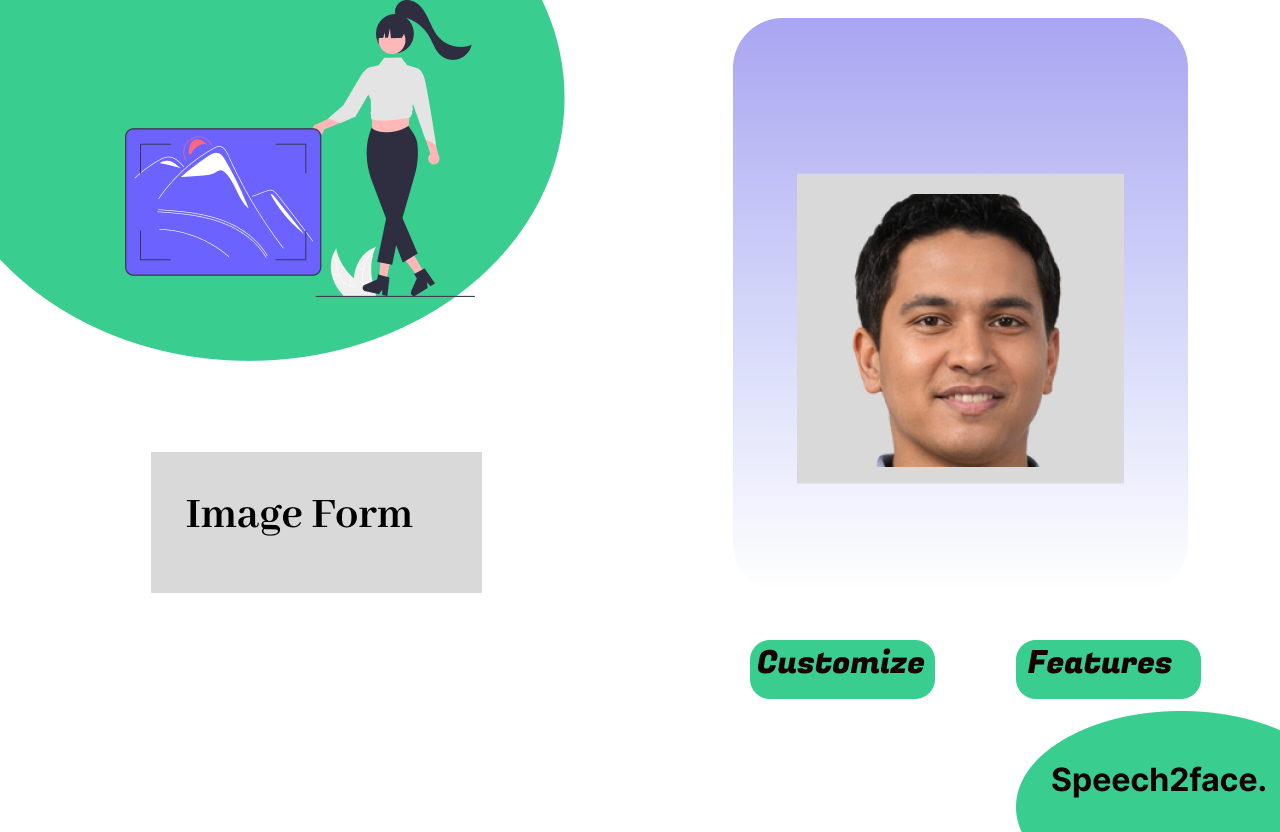 Image Form
Customize
Features
Speech2face.